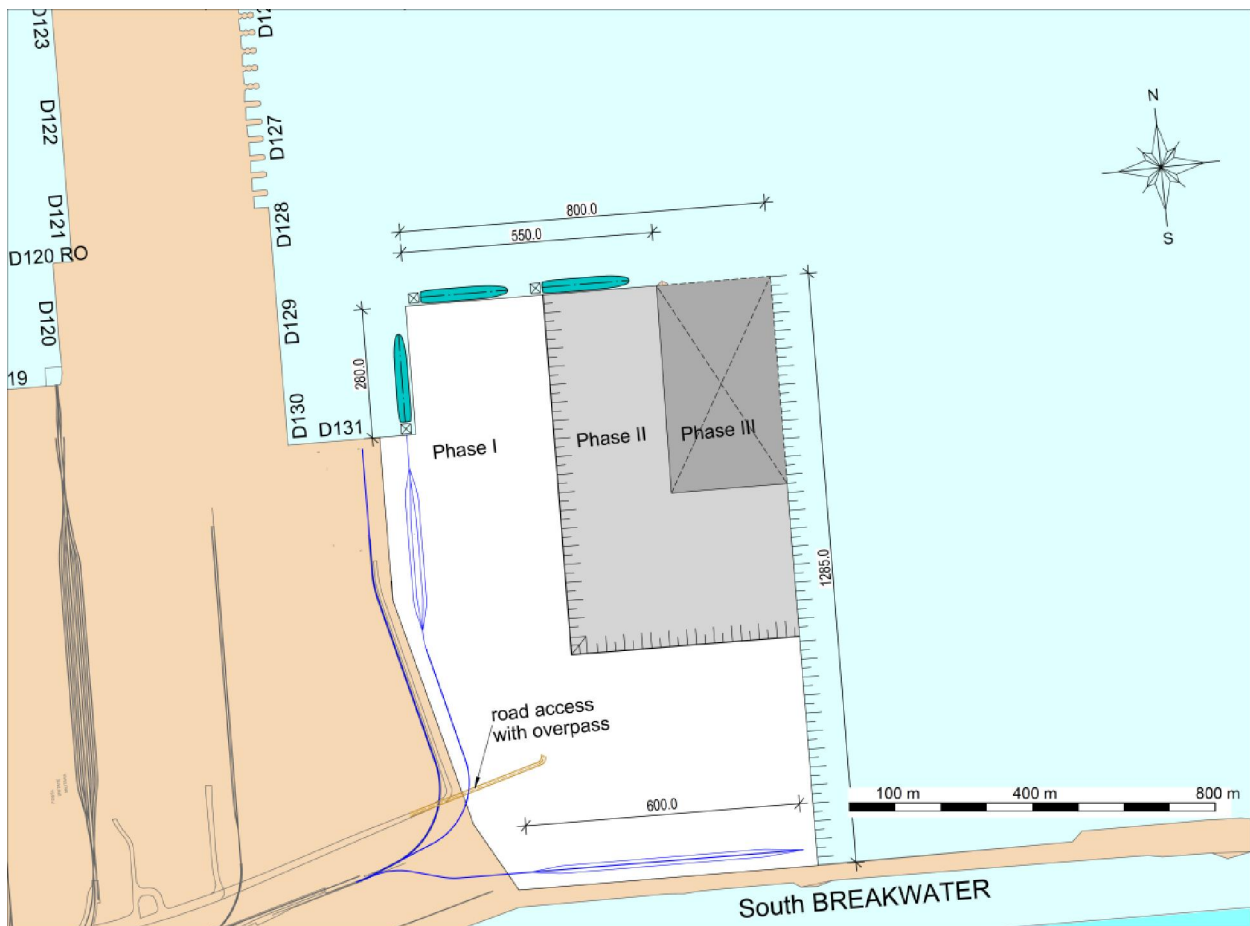 D123
D122
D121
D120 RO
D120
19
D127
D128
D129
D130
D131
N
S
800.0
550.0
280.0
Phase I
Phase II
Phase III
1285.0
road access
with overpass
600.0
100 m
400 m
800 m
South BREAKWATER